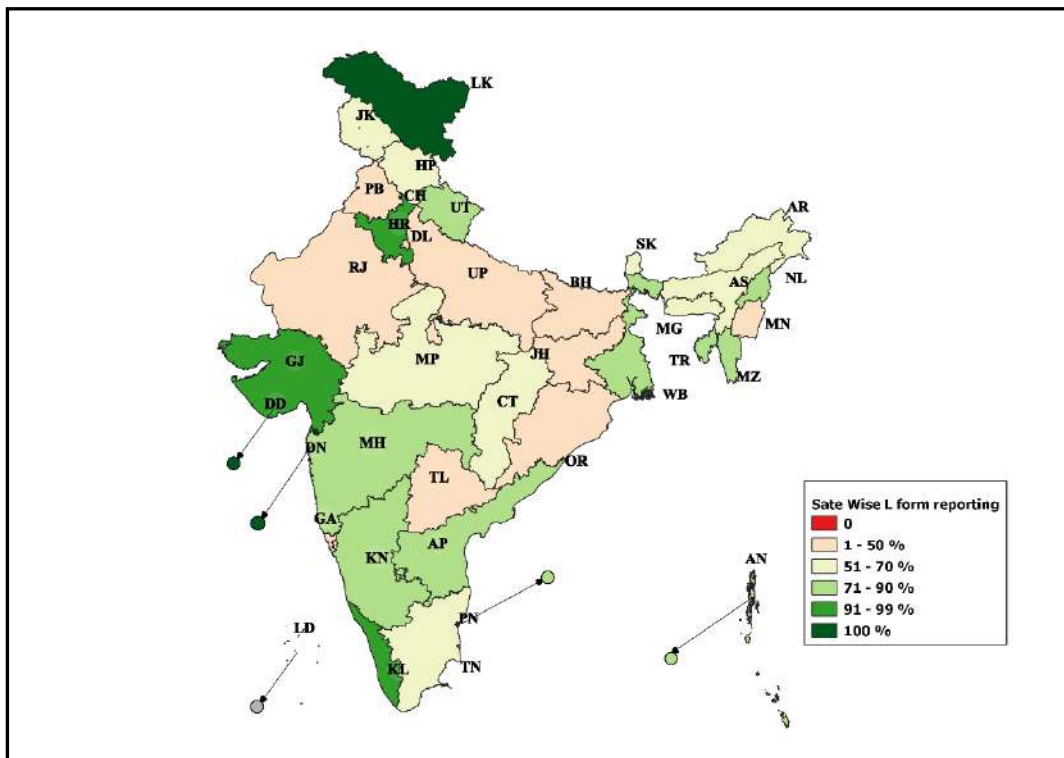 LK
JK
HP
PB
CH
UT
HR
DL
AR
SK
RJ
UP
BH
AS
NL
MG
MN
GJ
MP
JH
TR
MZ
DD
CT
WB
DN
MH
OR
TL
GA
AP
KN
AN
PN
LD
KL
TN
Sate Wise L form reporting
0
1 - 50 %
51 - 70 %
71 - 90 %
91 - 99 %
100 %